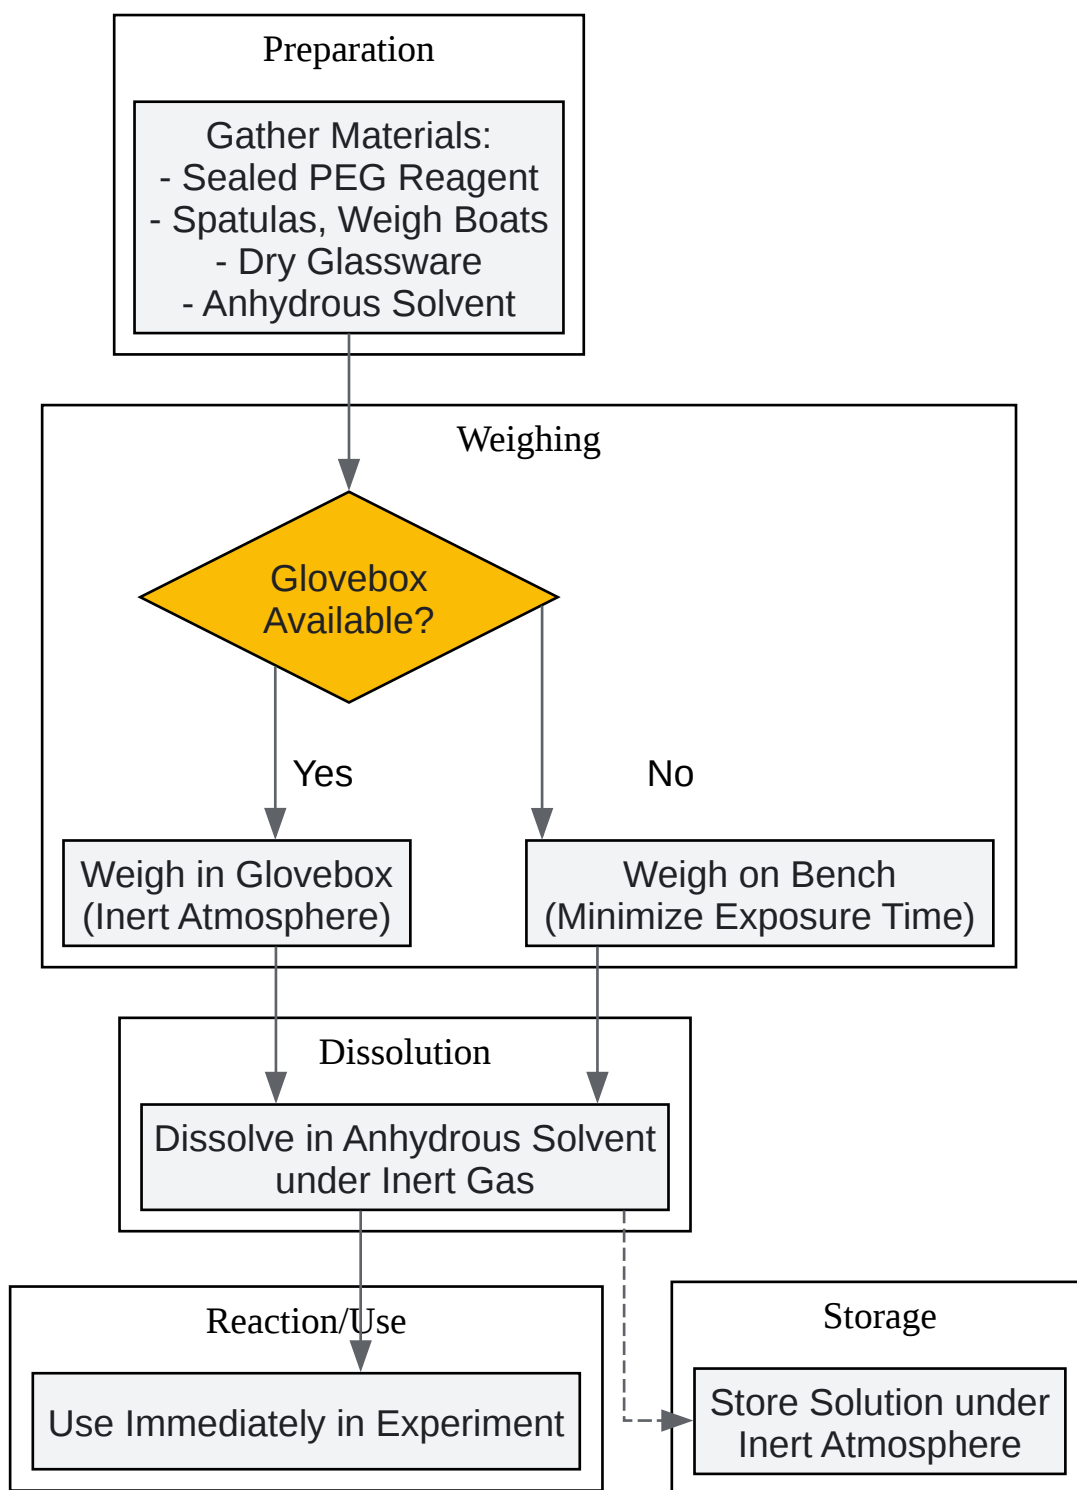 Preparation
Gather Materials:
- Sealed PEG Reagent
- Spatulas, Weigh Boats
- Dry Glassware
- Anhydrous Solvent
Weighing
Glovebox
Available?
Yes
No
Weigh in Glovebox
(Inert Atmosphere)
Weigh on Bench
(Minimize Exposure Time)
Dissolution
Dissolve in Anhydrous Solvent
under Inert Gas
Reaction/Use
Use Immediately in Experiment
Storage
Store Solution under
Inert Atmosphere